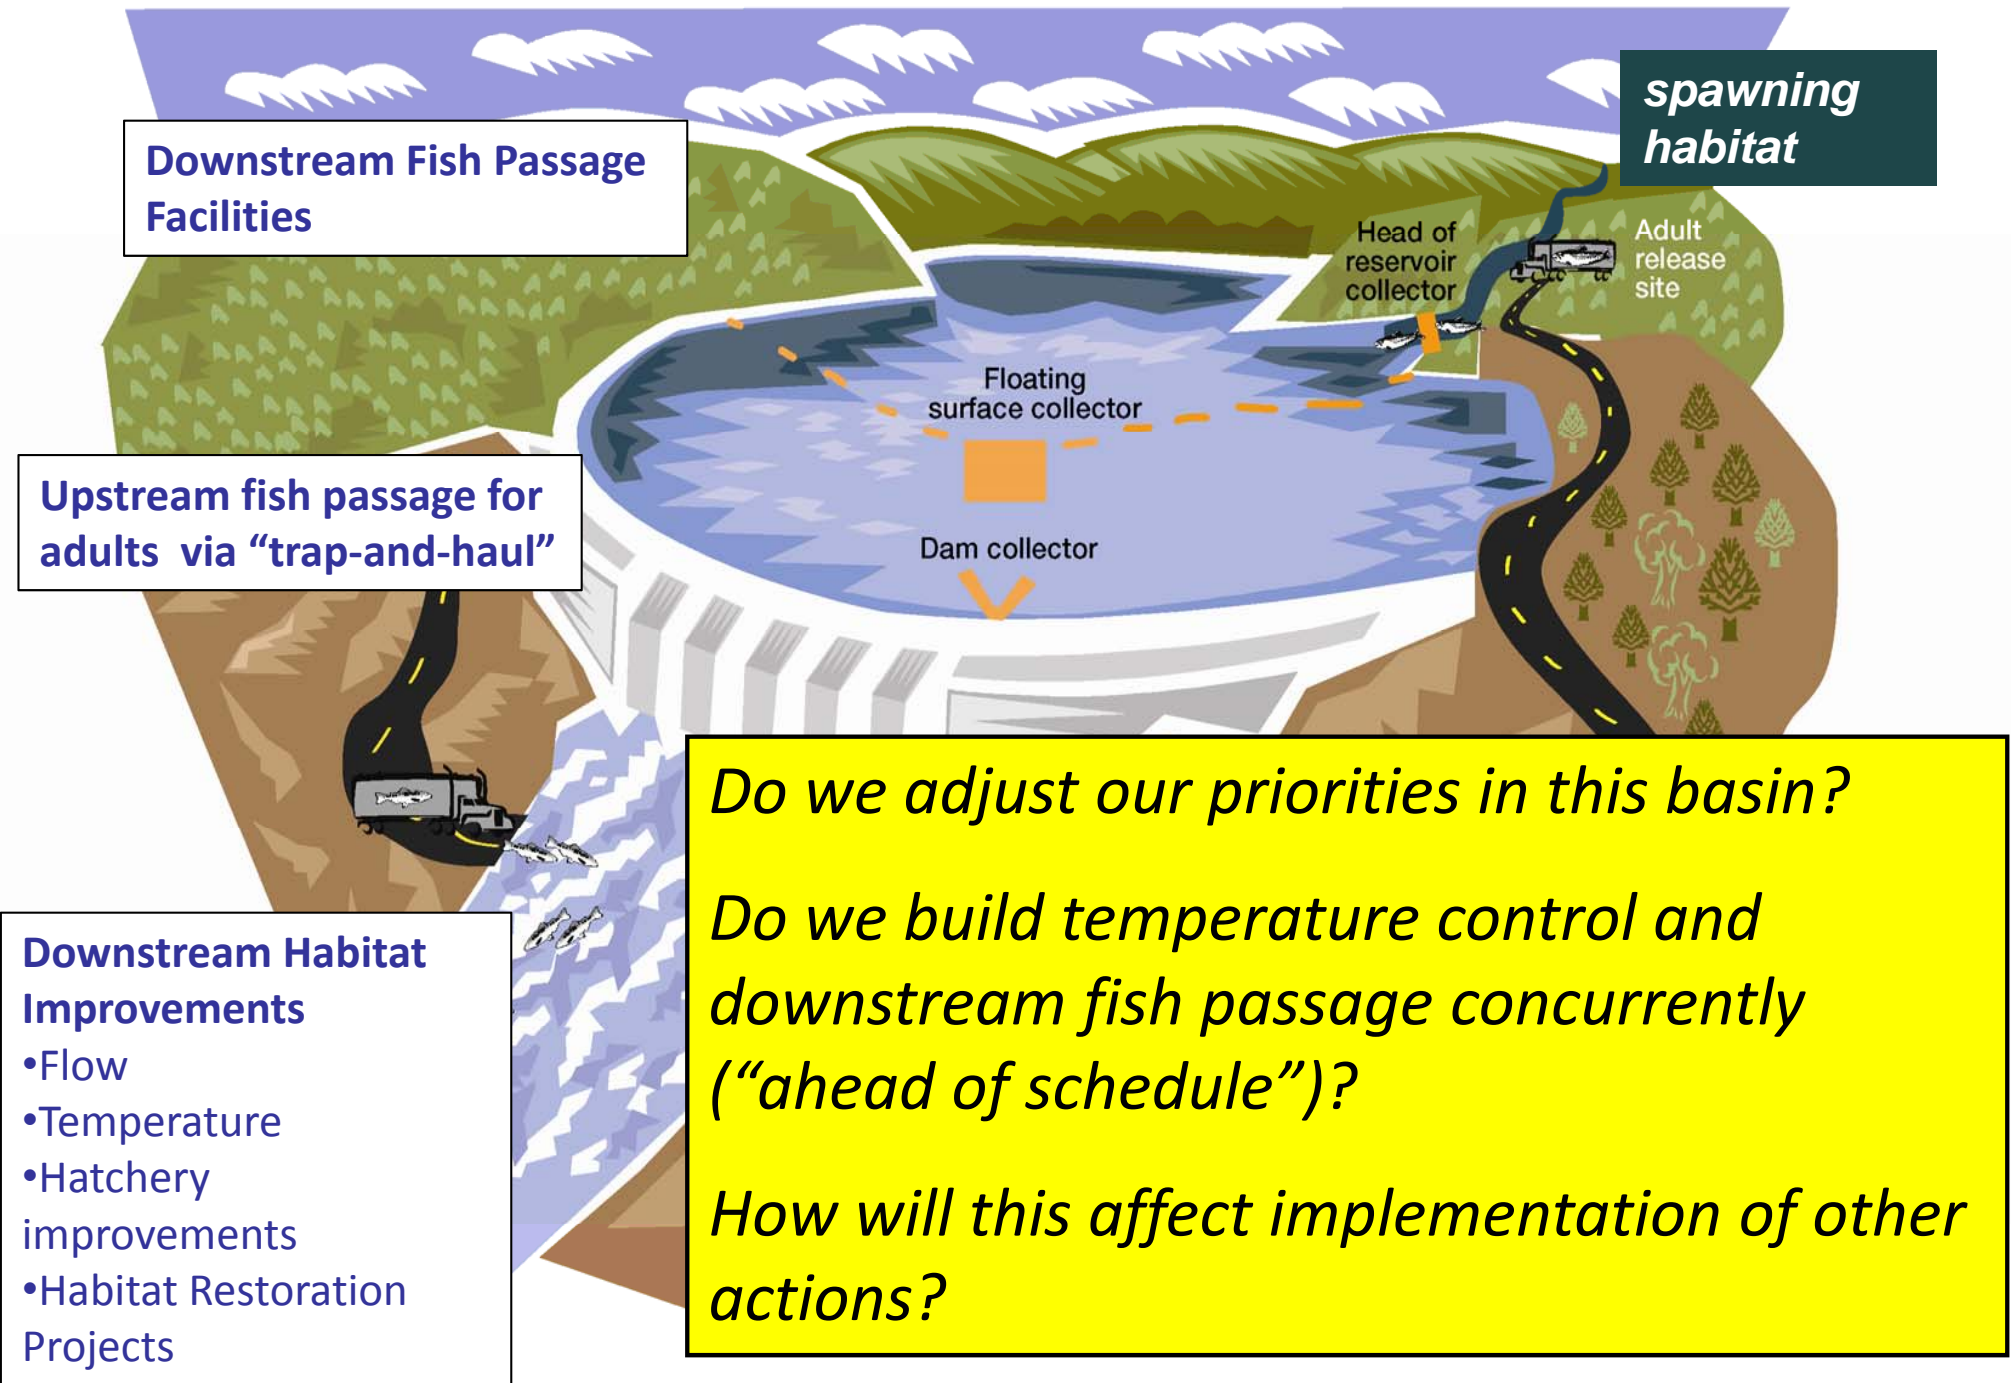 spawning
habitat
Downstream Fish Passage
Facilities
Head of
reservoir
collector
Adult
release
site
Floating
surface collector
Upstream fish passage for
adults  via “trap-and-haul”
Dam collector
Do we adjust our priorities in this basin?
Do we build temperature control and
downstream fish passage concurrently
(“ahead of schedule”)?
How will this affect implementation of other
actions?
Downstream Habitat
Improvements
•Flow
•Temperature
•Hatchery
improvements
•Habitat Restoration
Projects